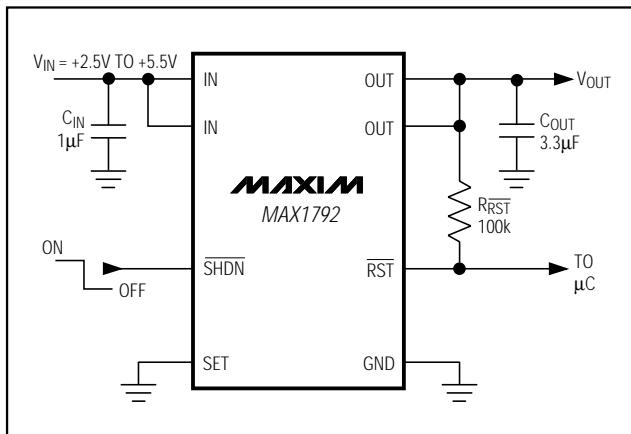 VIN = +2.5V TO +5.5V
IN
OUT
VOUT
CIN
1µF
IN
OUT
COUT
3.3µF
MAXIM
MAX1792
RRST
100k
ON
OFF
SHDN
RST
TO
µC
SET
GND